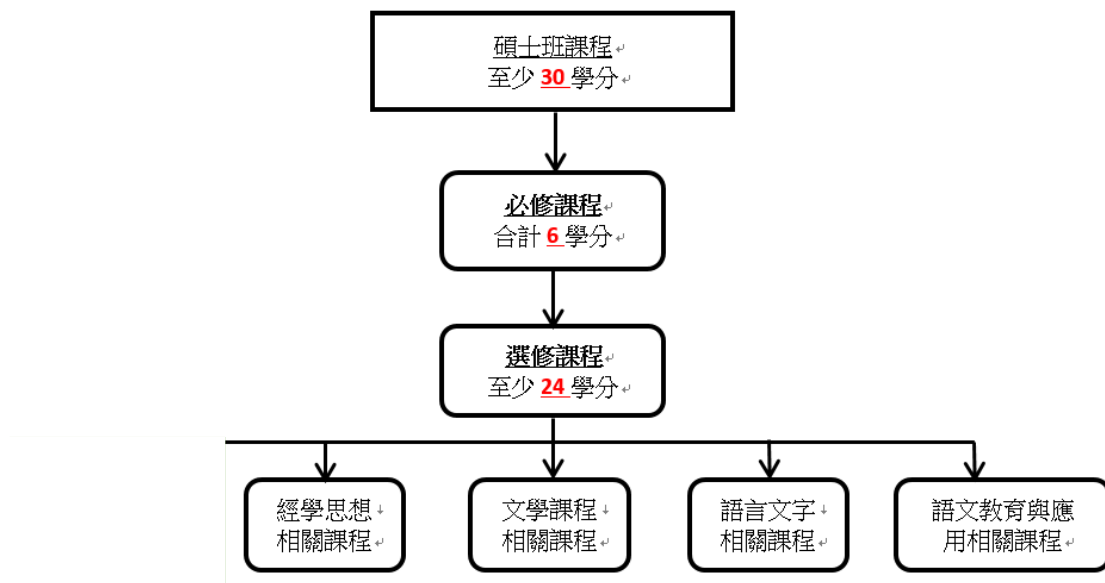 碩士班課程
至少 30 學分
必修課程
合計 6 學分
選修課程
至少 24 學分
經學思想
相關課程
文學課程
相關課程
語言文字
相關課程
語文教育與應
用相關課程